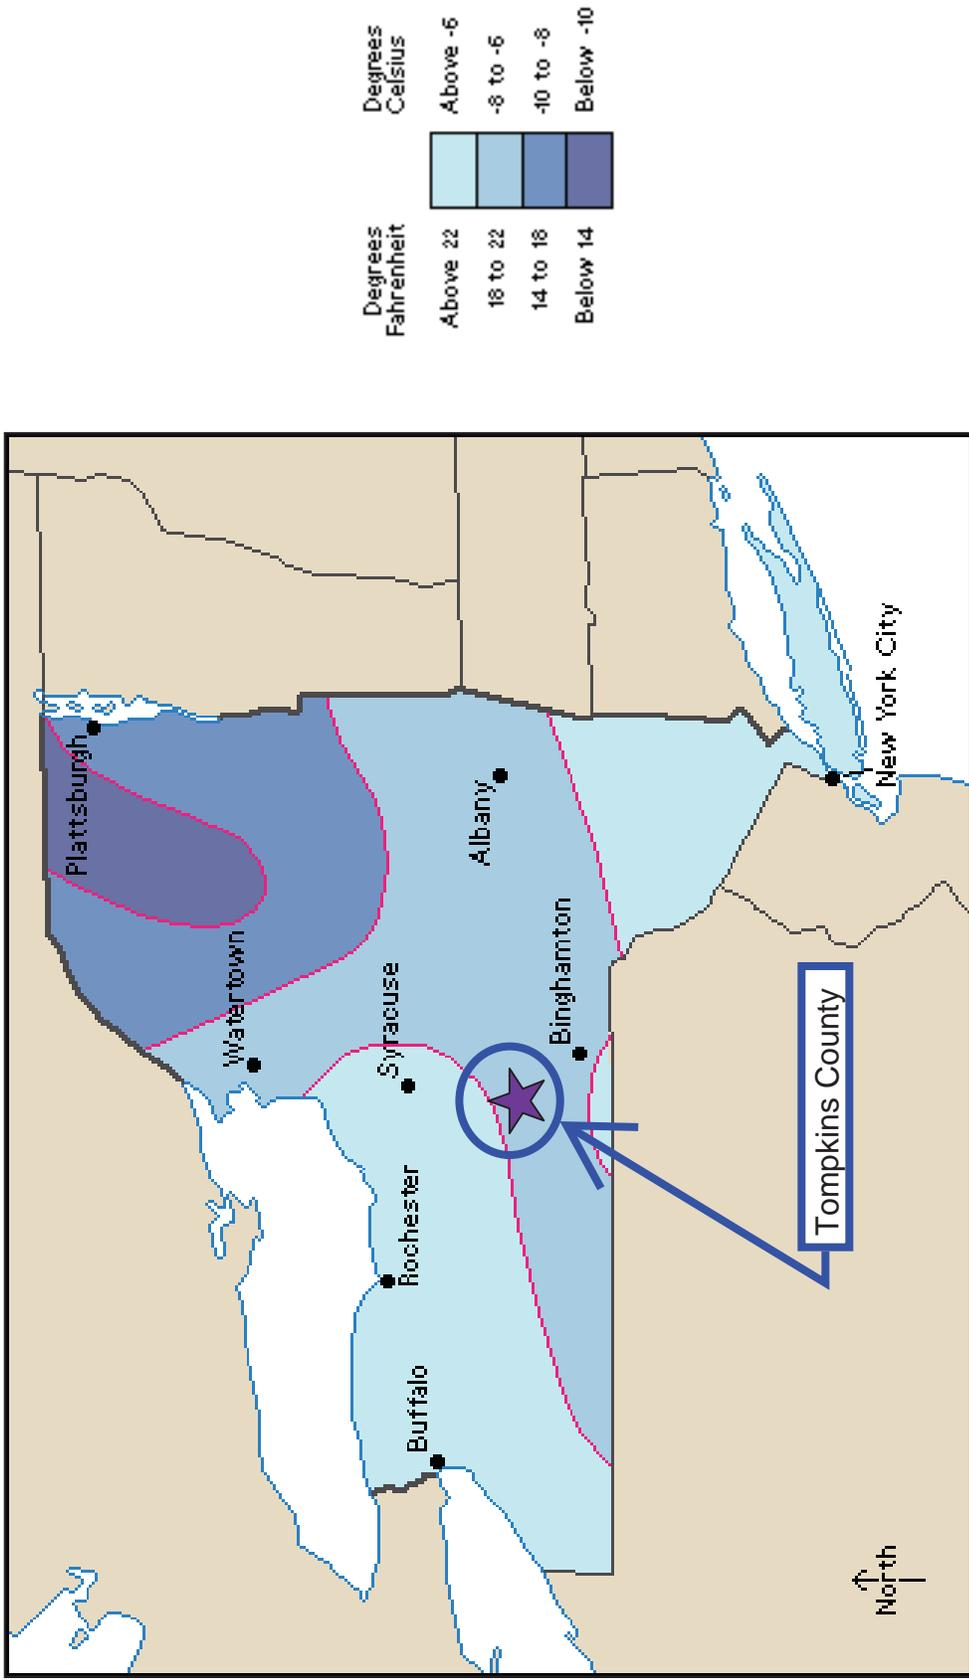 Plattsburgh
Watertown
Syracuse
Albany
Rochester
Buffalo
Binghamton
New York City
Tompkins County
North
Degrees
Fahrenheit
Degrees
Celsius
Above 22
Above -6
18 to 22
-8 to -6
14 to 18
-10 to -8
Below 14
Below -10